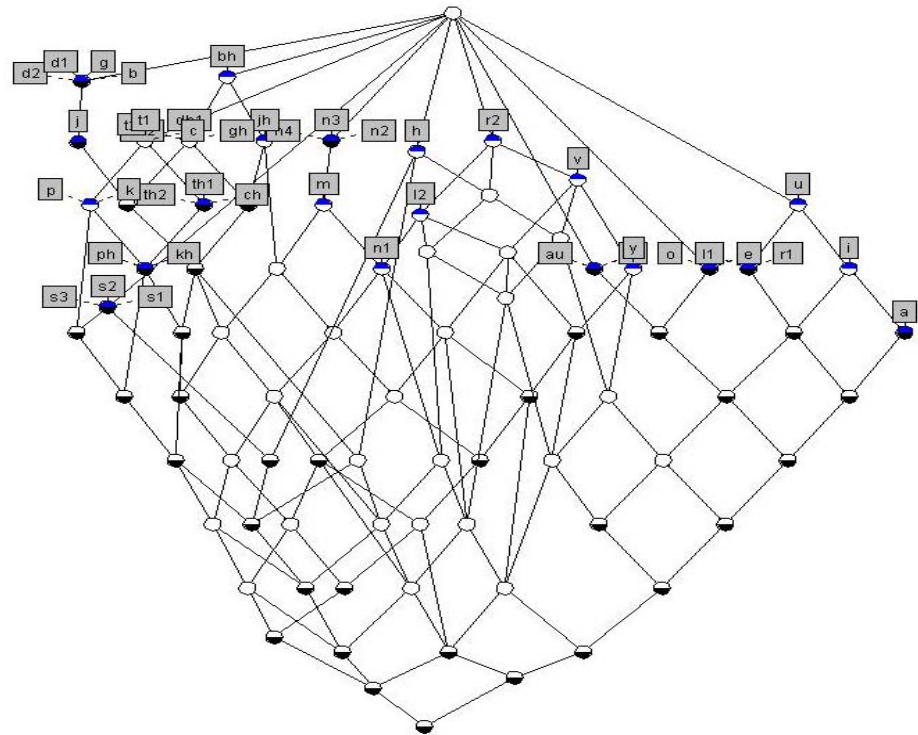 d2 d1 g b
bh
j
t1 dh1 c gh jh n4 n3 n2 h r2
v
p k th2 th1 ch m l2 u
ph kh n1 au y o l1 e r1 i
s3 s2 s1 a